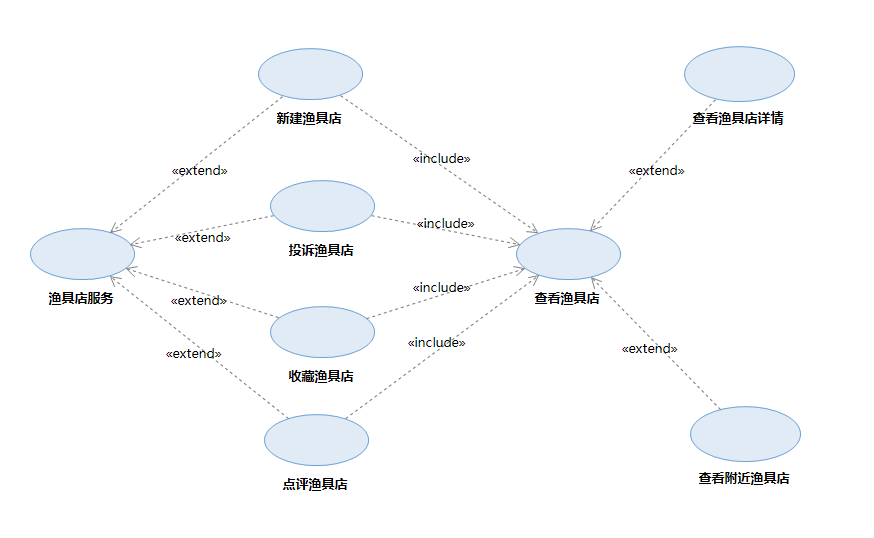 新建渔具店
查看渔具店详情
«include»
«extend»
«extend»
«include»
«extend»
投诉渔具店
渔具店服务
查看渔具店
«include»
«extend»
«include»
«extend»
«extend»
收藏渔具店
点评渔具店
查看附近渔具店